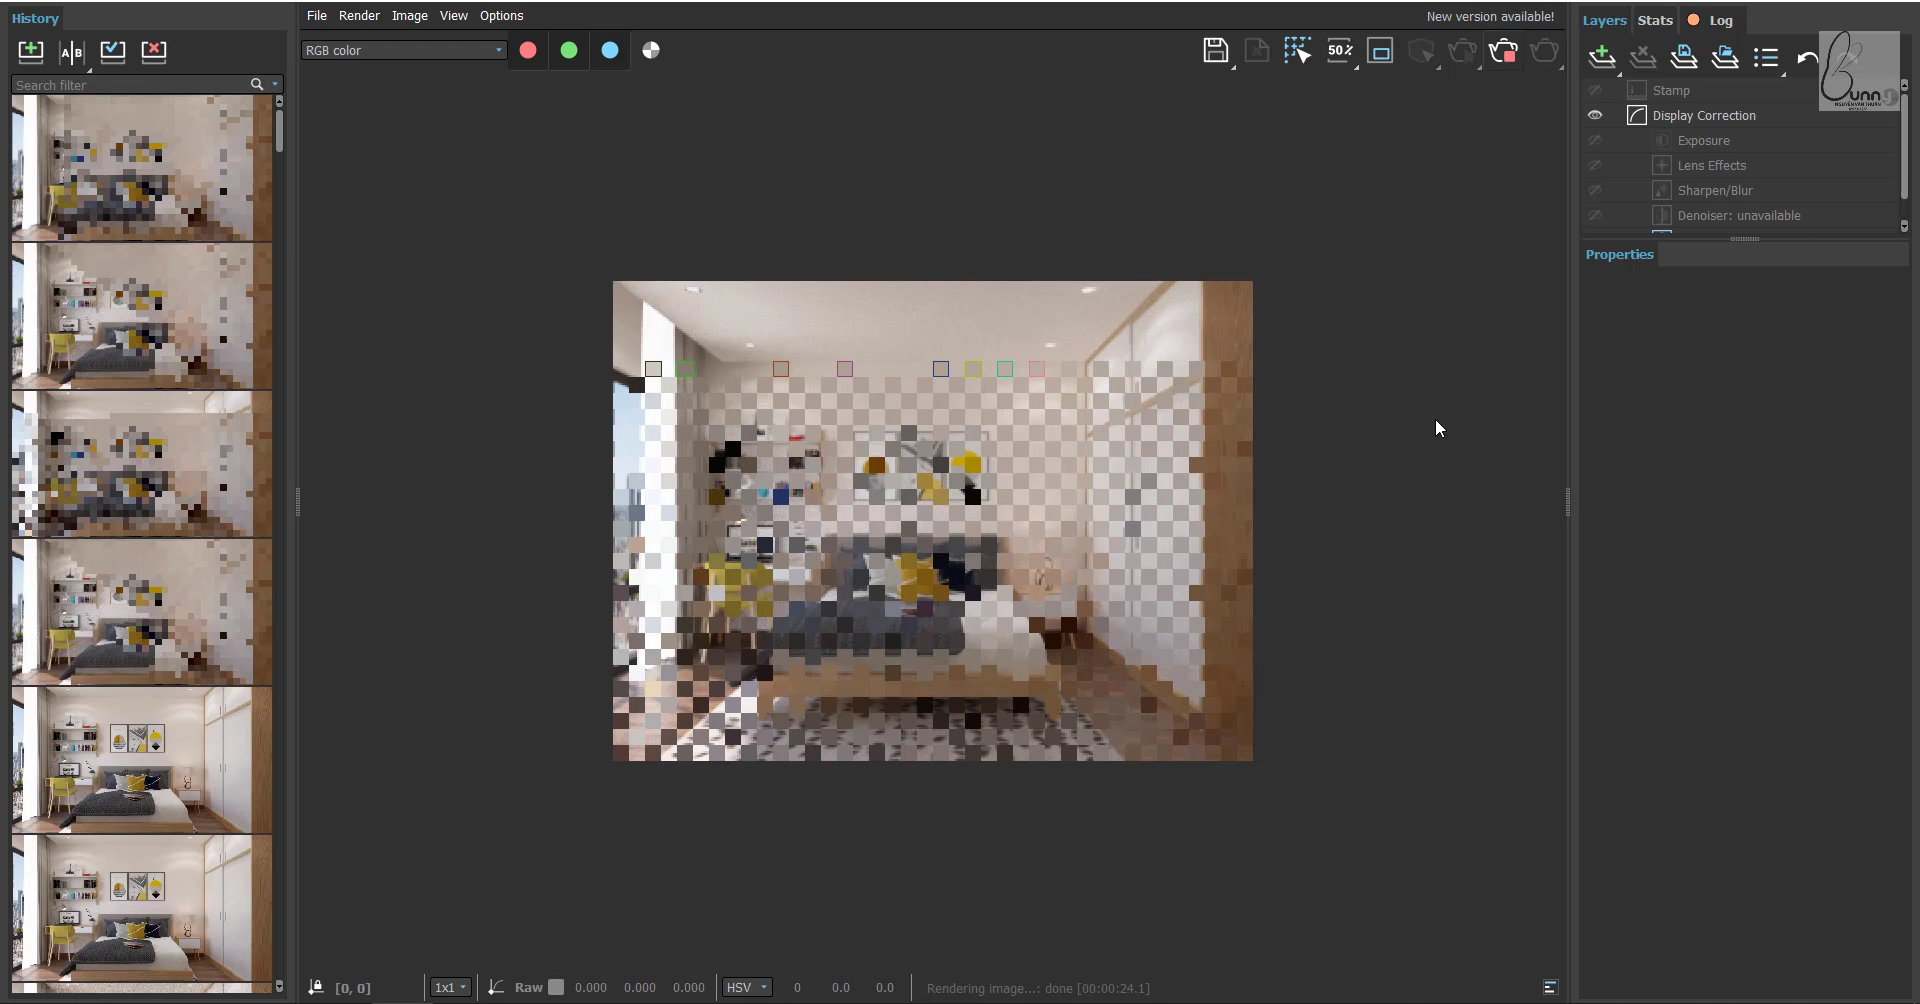 History
File Render Image View Options
New version available!
Layers Stats Log
RGB color
A|B
50%
Search filter
Bunn
NGUYENVANTHUAN
Stamp
Display Correction
Exposure
Lens Effects
Sharpen/Blur
Denoiser: unavailable
Properties
[0, 0]
1x1
Raw 0.000 0.000 0.000
HSV 0 0.0 0.0
Rendering image...: done [00:00:24.1]